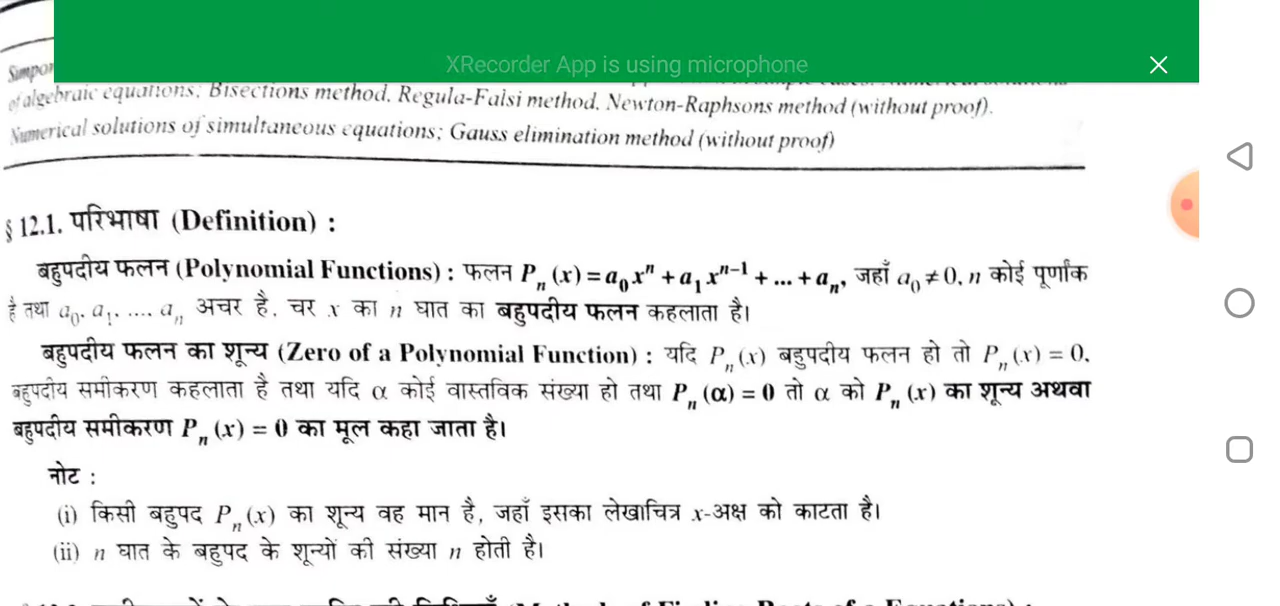 XRecorder App is using microphone
of algebraic equations; Bisections method, Regula-Falsi method, Newton-Raphsons method (without proof).
Numerical solutions of simultaneous equations; Gauss elimination method (without proof)
§ 12.1. परिभाषा (Definition) :
बहुपदीय फलन (Polynomial Functions) : फलन Pₙ (x) = a₀xⁿ + a₁xⁿ⁻¹ + ... + aₙ, जहाँ a₀ ≠ 0, n कोई पूर्णांक
है तथा a₀, a₁, .... aₙ अचर है, चर x का n घात का बहुपदीय फलन कहलाता है।
बहुपदीय फलन का शून्य (Zero of a Polynomial Function) : यदि Pₙ (x) बहुपदीय फलन हो तो Pₙ (x) = 0,
बहुपदीय समीकरण कहलाता है तथा यदि α कोई वास्तविक संख्या हो तथा Pₙ (α) = 0 तो α को Pₙ (x) का शून्य अथवा
बहुपदीय समीकरण Pₙ (x) = 0 का मूल कहा जाता है।
नोट :
(i) किसी बहुपद Pₙ (x) का शून्य वह मान है, जहाँ इसका लेखाचित्र x-अक्ष को काटता है।
(ii) n घात के बहुपद के शून्यों की संख्या n होती है।